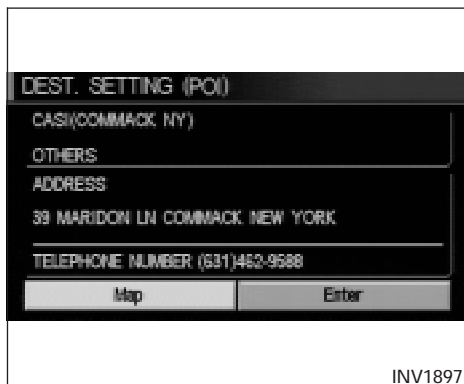 DEST. SETTING (POI)
CASI(COMMACK NY)
OTHERS
ADDRESS
39 MARIDON LN COMMACK NEW YORK
TELEPHONE NUMBER (631)462-9688
Map
Enter
INV1897